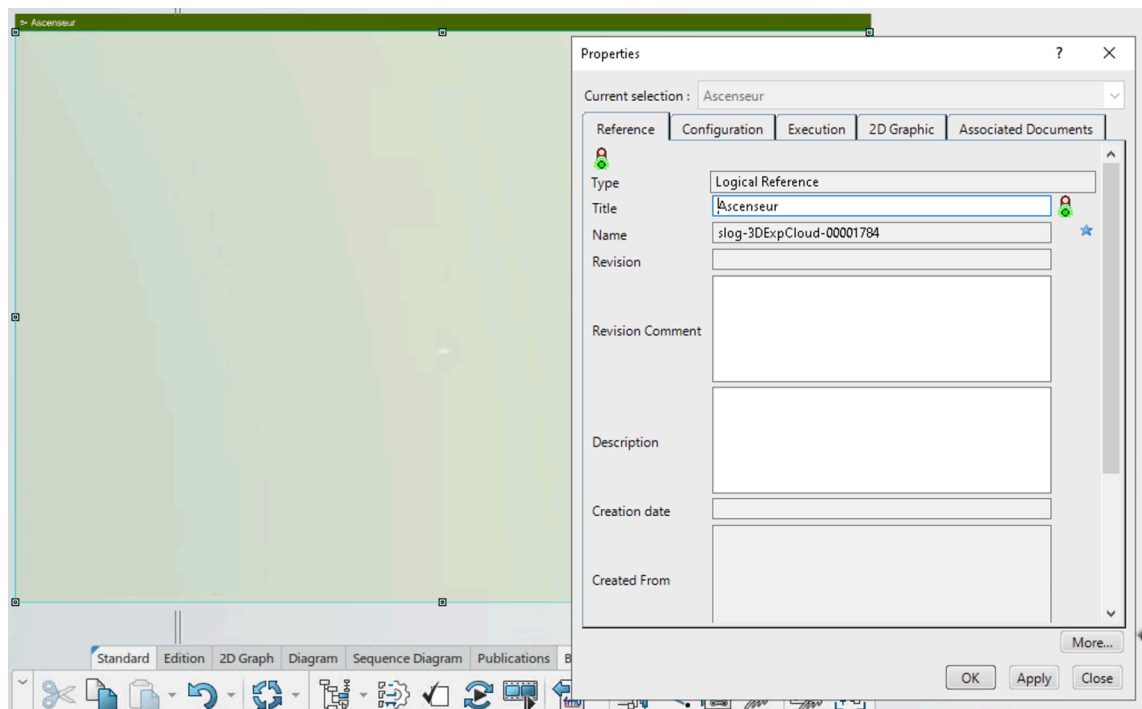 Ascenseur
Properties
?
Current selection : Ascenseur
Reference Configuration Execution 2D Graphic Associated Documents
Type Logical Reference
Title Ascenseur
Name slog-3DExpCloud-00001784
Revision
Revision Comment
Description
Creation date
Created From
More...
Standard Edition 2D Graph Diagram Sequence Diagram Publications B
OK Apply Close
fmu